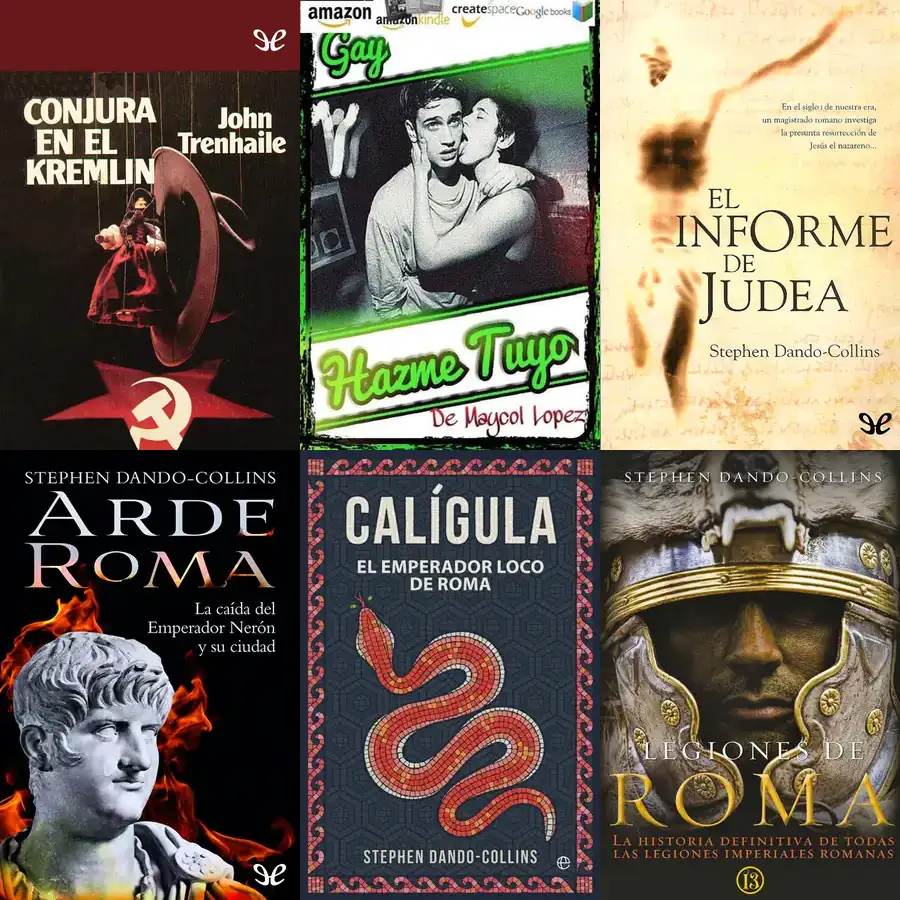 CONJURA
EN EL
KREMLIN
John
Trenhaile
amazon
amazonkindle
createspace
Google books
Gay
Hazme Tuyo
De Maycol Lopez
En el siglo I de nuestra era,
un magistrado romano investiga
la presunta resurrección de
Jesús el nazareno...
EL
INFORME
DE
JUDEA
Stephen Dando-Collins
STEPHEN DANDO-COLLINS
ARDE
ROMA
La caída del
Emperador Nerón
y su ciudad
CALÍGULA
EL EMPERADOR LOCO
DE ROMA
STEPHEN DANDO-COLLINS
e
STEPHEN DANDO-COLLINS
LEGIONES DE
ROMA
LA HISTORIA DEFINITIVA DE TODAS
LAS LEGIONES IMPERIALES ROMANAS
13